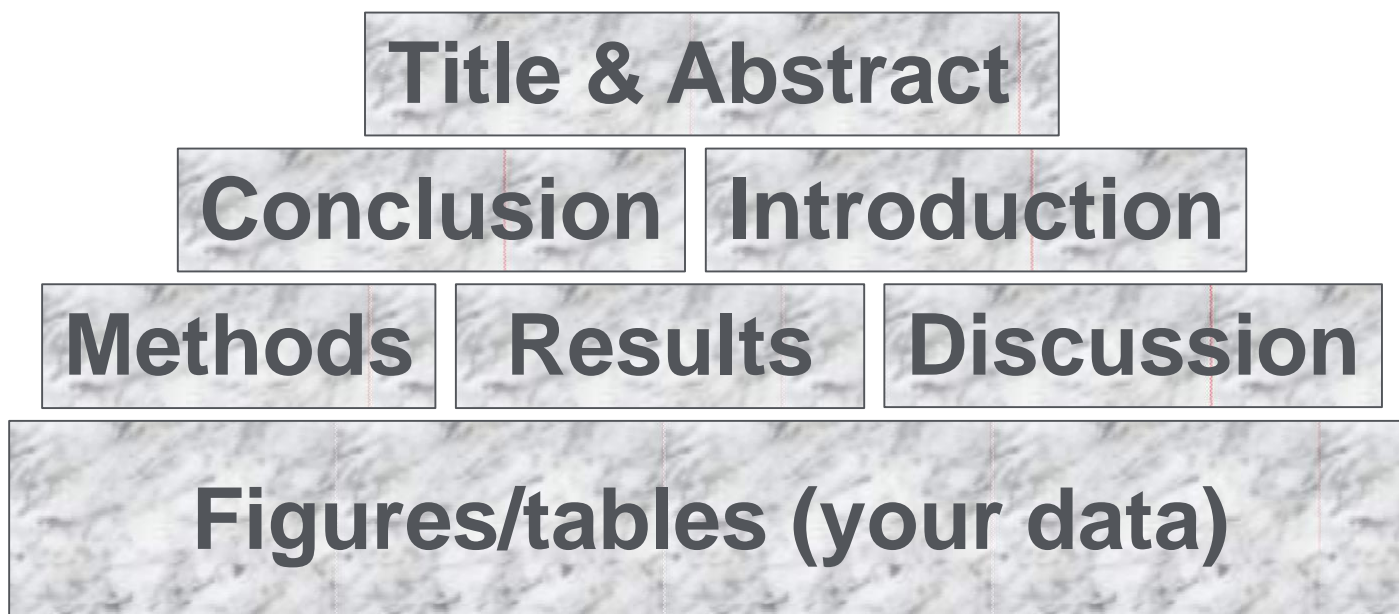 Title & Abstract
Conclusion Introduction
Methods Results Discussion
Figures/tables (your data)